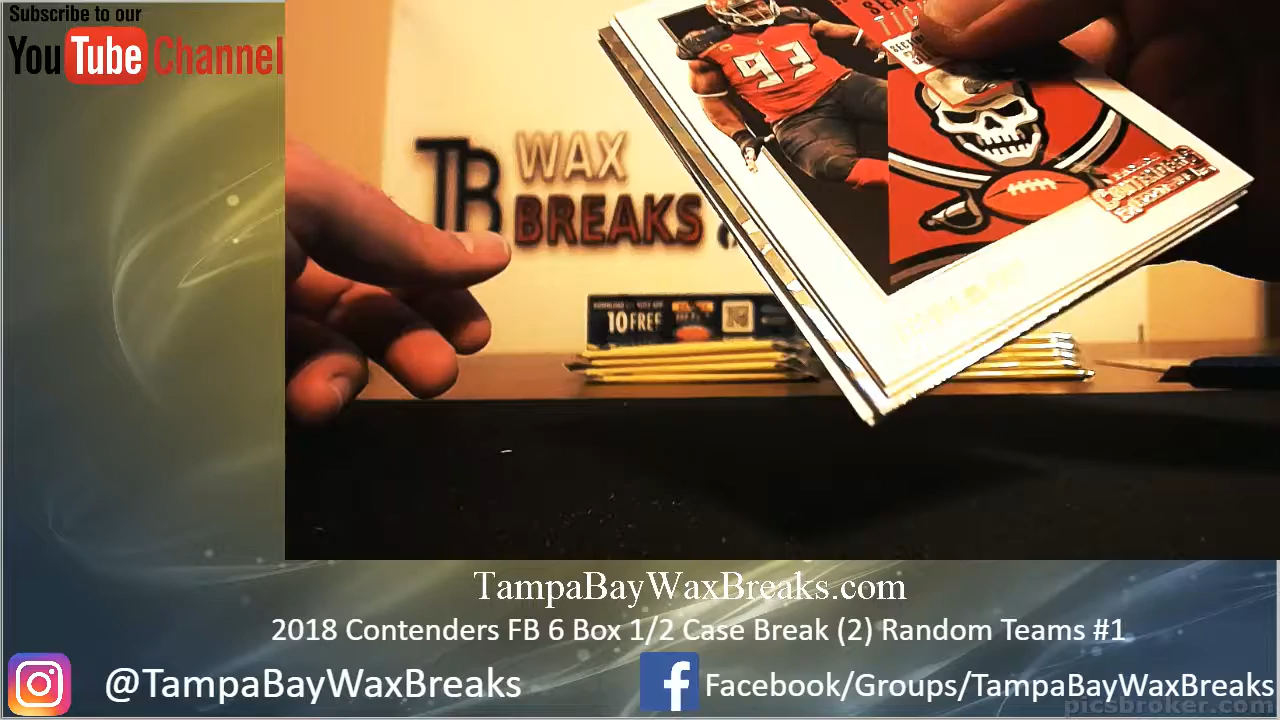 Subscribe to our
YouTube Channel
TB WAX
BREAKS
93
10 FREE
TampaBayWaxBreaks.com
2018 Contenders FB 6 Box 1/2 Case Break (2) Random Teams #1
@TampaBayWaxBreaks
Facebook/Groups/TampaBayWaxBreaks
picsbroker.com